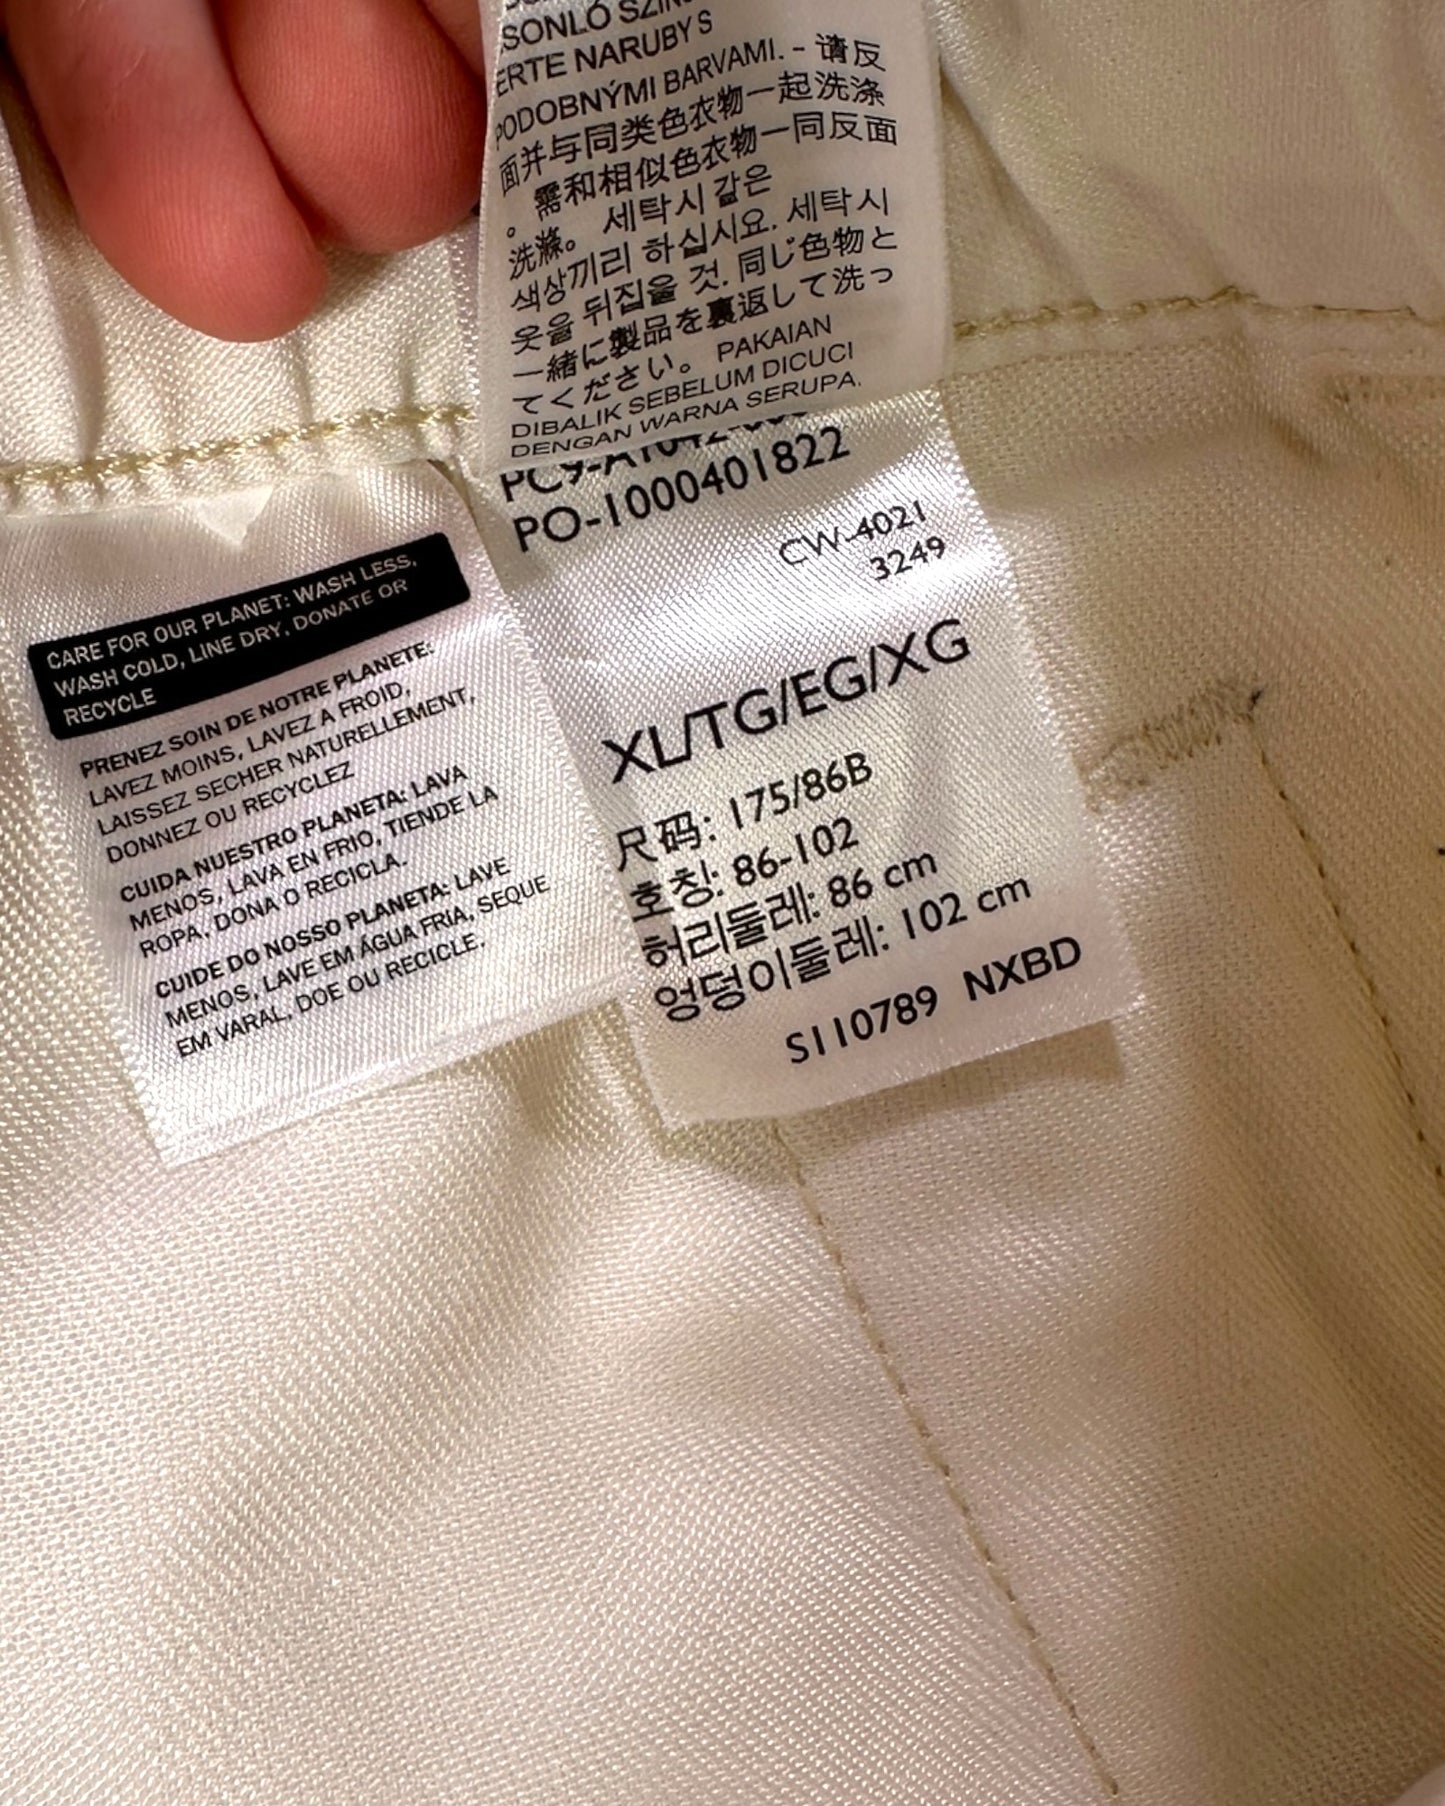 ERTE NARUBY S
PODOBNÝMI BARVAMI. - 请反
面并与同类色衣物一起洗涤
。需和相似色衣物一同反面
洗滌。 세탁시 같은
색상끼리 하십시요. 세탁시
옷을 뒤집을 것. 同じ色物と
一緒に製品を裏返して洗っ
てください。 PAKAIAN
DIBALIK SEBELUM DICUCI
DENGAN WARNA SERUPA.
PO-1000401822
CW-4021
3249
XL/TG/EG/XG
尺码: 175/86B
호칭: 86-102
허리둘레: 86 cm
엉덩이둘레: 102 cm
S110789 NXBD
CARE FOR OUR PLANET: WASH LESS,
WASH COLD, LINE DRY, DONATE OR
RECYCLE
PRENEZ SOIN DE NOTRE PLANETE:
LAVEZ MOINS, LAVEZ A FROID,
LAISSEZ SECHER NATURELLEMENT,
DONNEZ OU RECYCLEZ
CUIDA NUESTRO PLANETA: LAVA
MENOS, LAVA EN FRIO, TIENDE LA
ROPA, DONA O RECICLA.
CUIDE DO NOSSO PLANETA: LAVE
MENOS, LAVE EM ÁGUA FRIA, SEQUE
EM VARAL, DOE OU RECICLE.